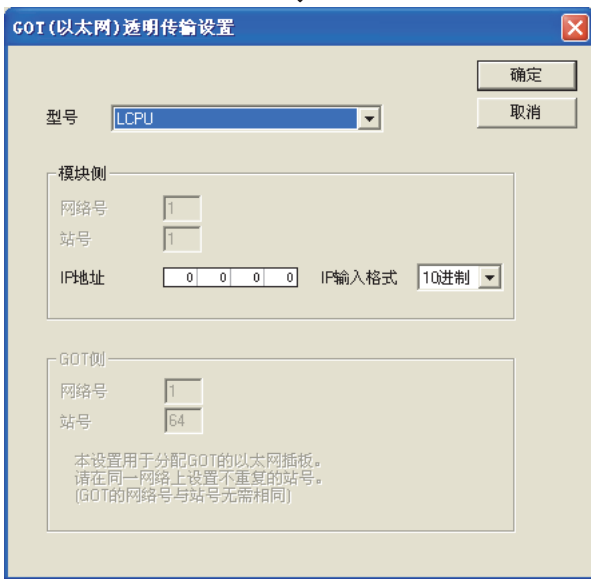 GOT(以太网)透明传输设置
确定
型号 LCPU 取消
模块侧
网络号 1
站号 1
IP地址 0 0 0 0 IP输入格式 10进制
GOT侧
网络号 1
站号 64
本设置用于分配GOT的以太网插板。
请在同一网络上设置不重复的站号。
(GOT的网络号与站号无需相同)